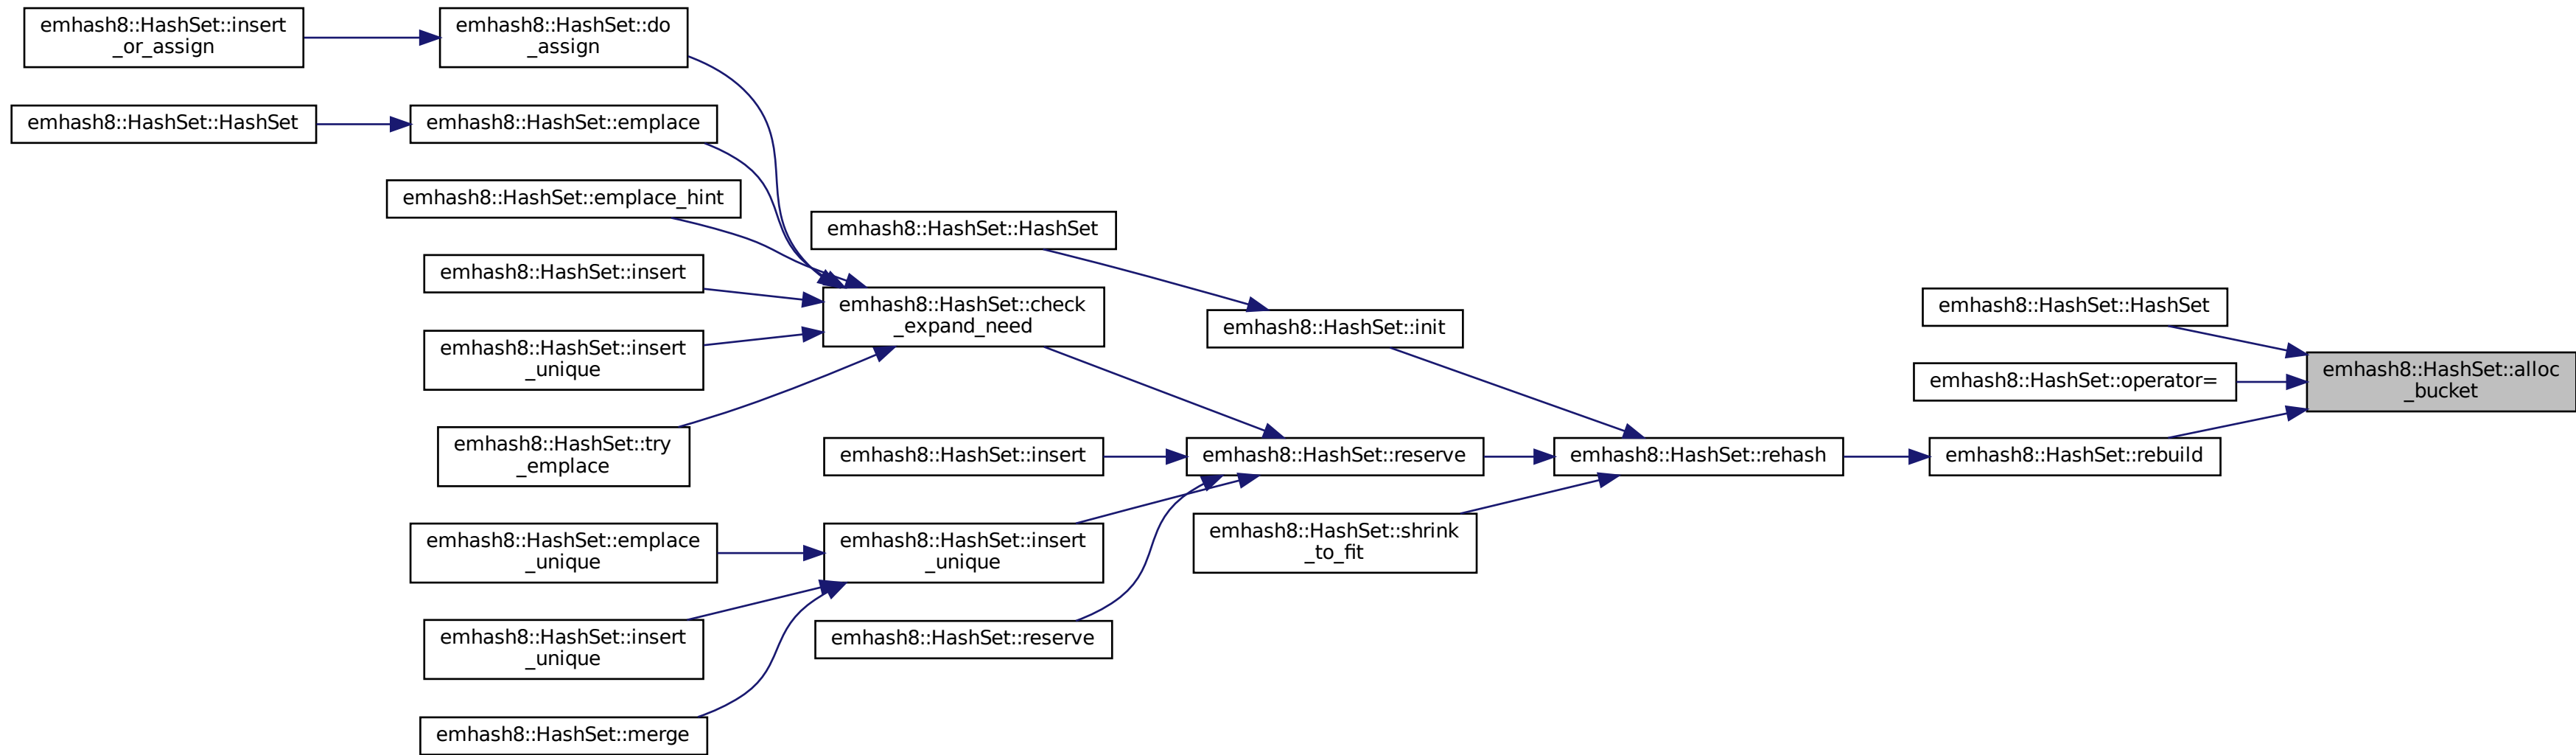 emhash8::HashSet::insert
_or_assign
emhash8::HashSet::do
_assign
emhash8::HashSet::HashSet
emhash8::HashSet::emplace
emhash8::HashSet::emplace_hint
emhash8::HashSet::insert
emhash8::HashSet::insert
_unique
emhash8::HashSet::try
_emplace
emhash8::HashSet::emplace
_unique
emhash8::HashSet::insert
_unique
emhash8::HashSet::merge
emhash8::HashSet::HashSet
emhash8::HashSet::check
_expand_need
emhash8::HashSet::insert
emhash8::HashSet::insert
_unique
emhash8::HashSet::reserve
emhash8::HashSet::init
emhash8::HashSet::reserve
emhash8::HashSet::shrink
_to_fit
emhash8::HashSet::rehash
emhash8::HashSet::HashSet
emhash8::HashSet::operator=
emhash8::HashSet::rebuild
emhash8::HashSet::alloc
_bucket